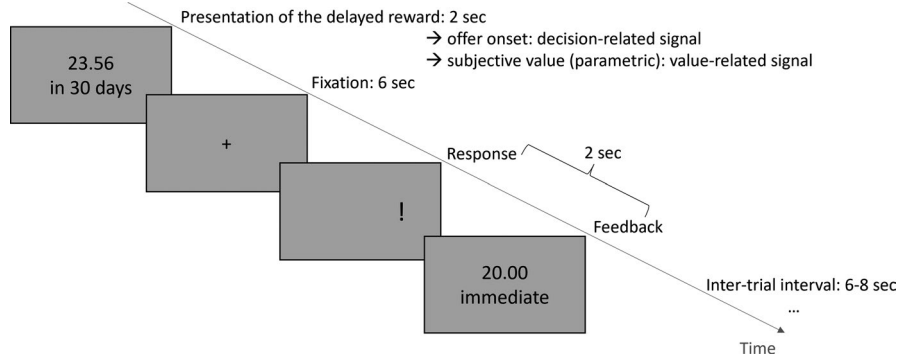 Presentation of the delayed reward: 2 sec
→ offer onset: decision-related signal
→ subjective value (parametric): value-related signal
23.56
in 30 days
Fixation: 6 sec
+
Response
2 sec
!
Feedback
20.00
immediate
Inter-trial interval: 6-8 sec
...
Time